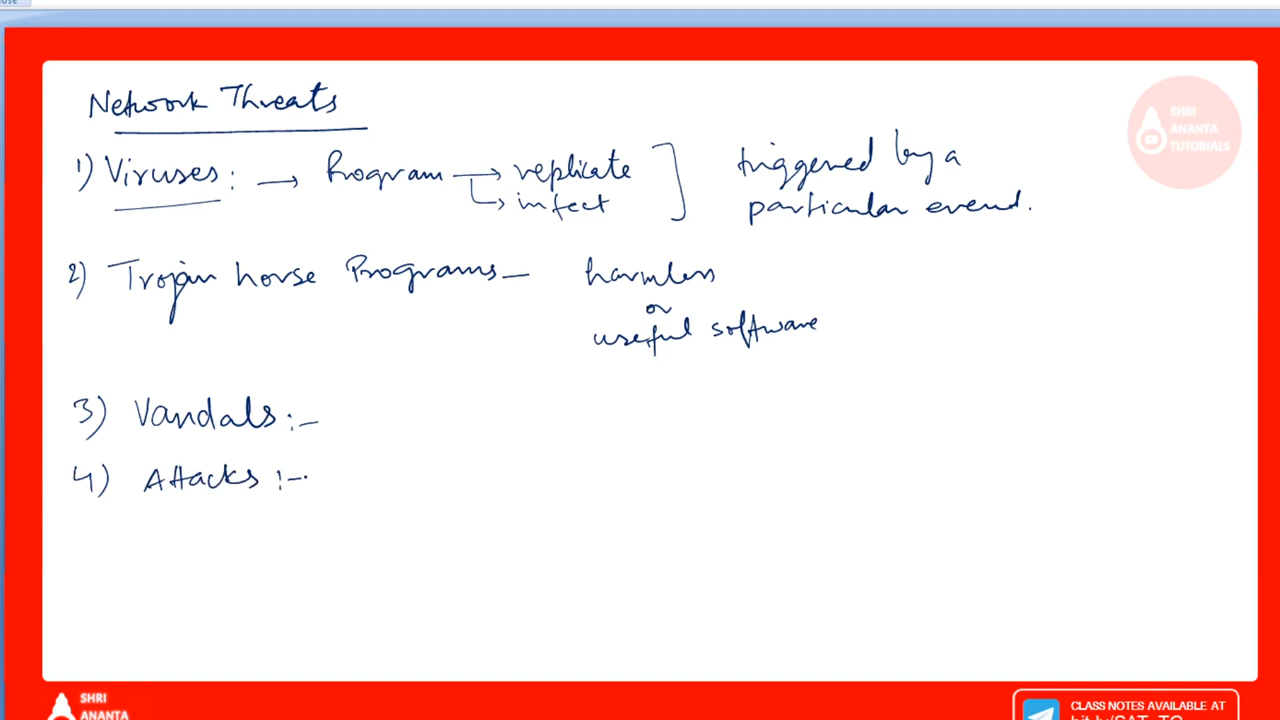 Network Threats
SHRI
ANANTA
TUTORIALS
1) Viruses: → Program → replicate
→ infect
triggered by a
particular event.
2) Trojan horse Programs - harmless
or
useful software
3) Vandals :-
4) Attacks :-
SHRI
ANANTA
CLASS NOTES AVAILABLE AT